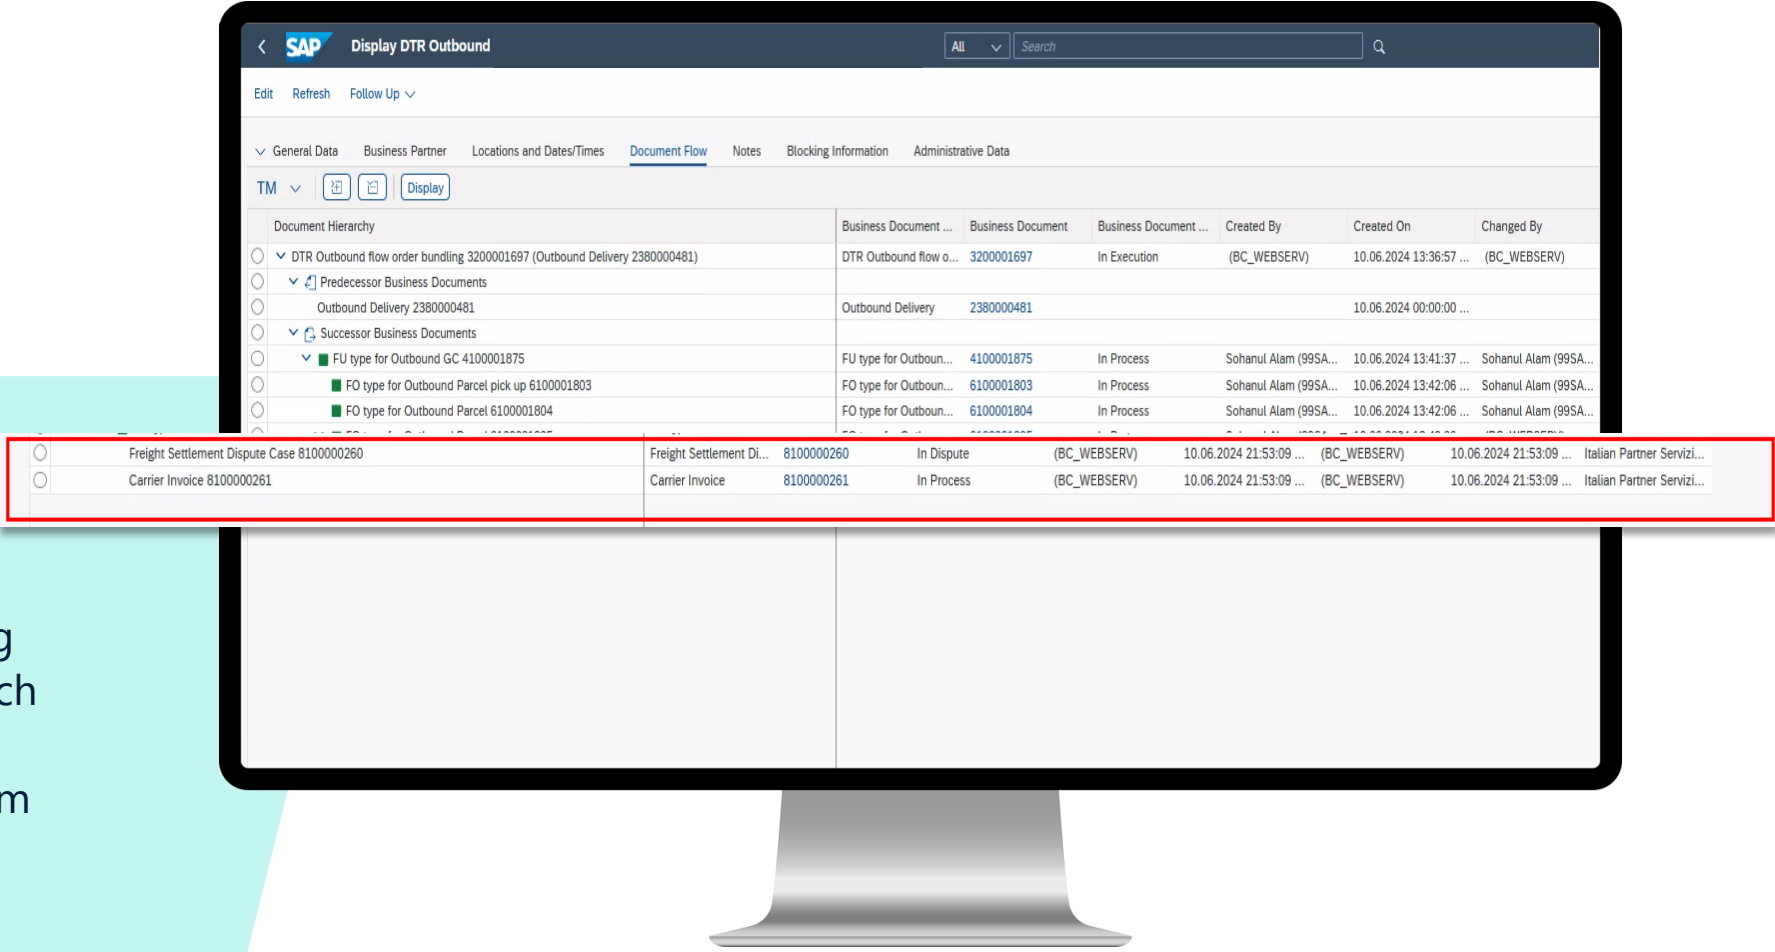 SAP Display DTR Outbound All Search
Edit Refresh Follow Up
General Data Business Partner Locations and Dates/Times Document Flow Notes Blocking Information Administrative Data
TM Display
Document Hierarchy Business Document ... Business Document Business Document ... Created By Created On Changed By
DTR Outbound flow order bundling 3200001697 (Outbound Delivery 2380000481) DTR Outbound flow o... 3200001697 In Execution (BC_WEBSERV) 10.06.2024 13:36:57 ... (BC_WEBSERV)
Predecessor Business Documents
Outbound Delivery 2380000481 Outbound Delivery 2380000481 10.06.2024 00:00:00 ...
Successor Business Documents
FU type for Outbound GC 4100001875 FU type for Outboun... 4100001875 In Process Sohanul Alam (99SA... 10.06.2024 13:41:37 ... Sohanul Alam (99SA...
FO type for Outbound Parcel pick up 6100001803 FO type for Outboun... 6100001803 In Process Sohanul Alam (99SA... 10.06.2024 13:42:06 ... Sohanul Alam (99SA...
FO type for Outbound Parcel 6100001804 FO type for Outboun... 6100001804 In Process Sohanul Alam (99SA... 10.06.2024 13:42:06 ... Sohanul Alam (99SA...
Freight Settlement Dispute Case 8100000260 Freight Settlement Di... 8100000260 In Dispute (BC_WEBSERV) 10.06.2024 21:53:09 ... (BC_WEBSERV) 10.06.2024 21:53:09 ... Italian Partner Servizi...
Carrier Invoice 8100000261 Carrier Invoice 8100000261 In Process (BC_WEBSERV) 10.06.2024 21:53:09 ... (BC_WEBSERV) 10.06.2024 21:53:09 ... Italian Partner Servizi...
g
ch
m